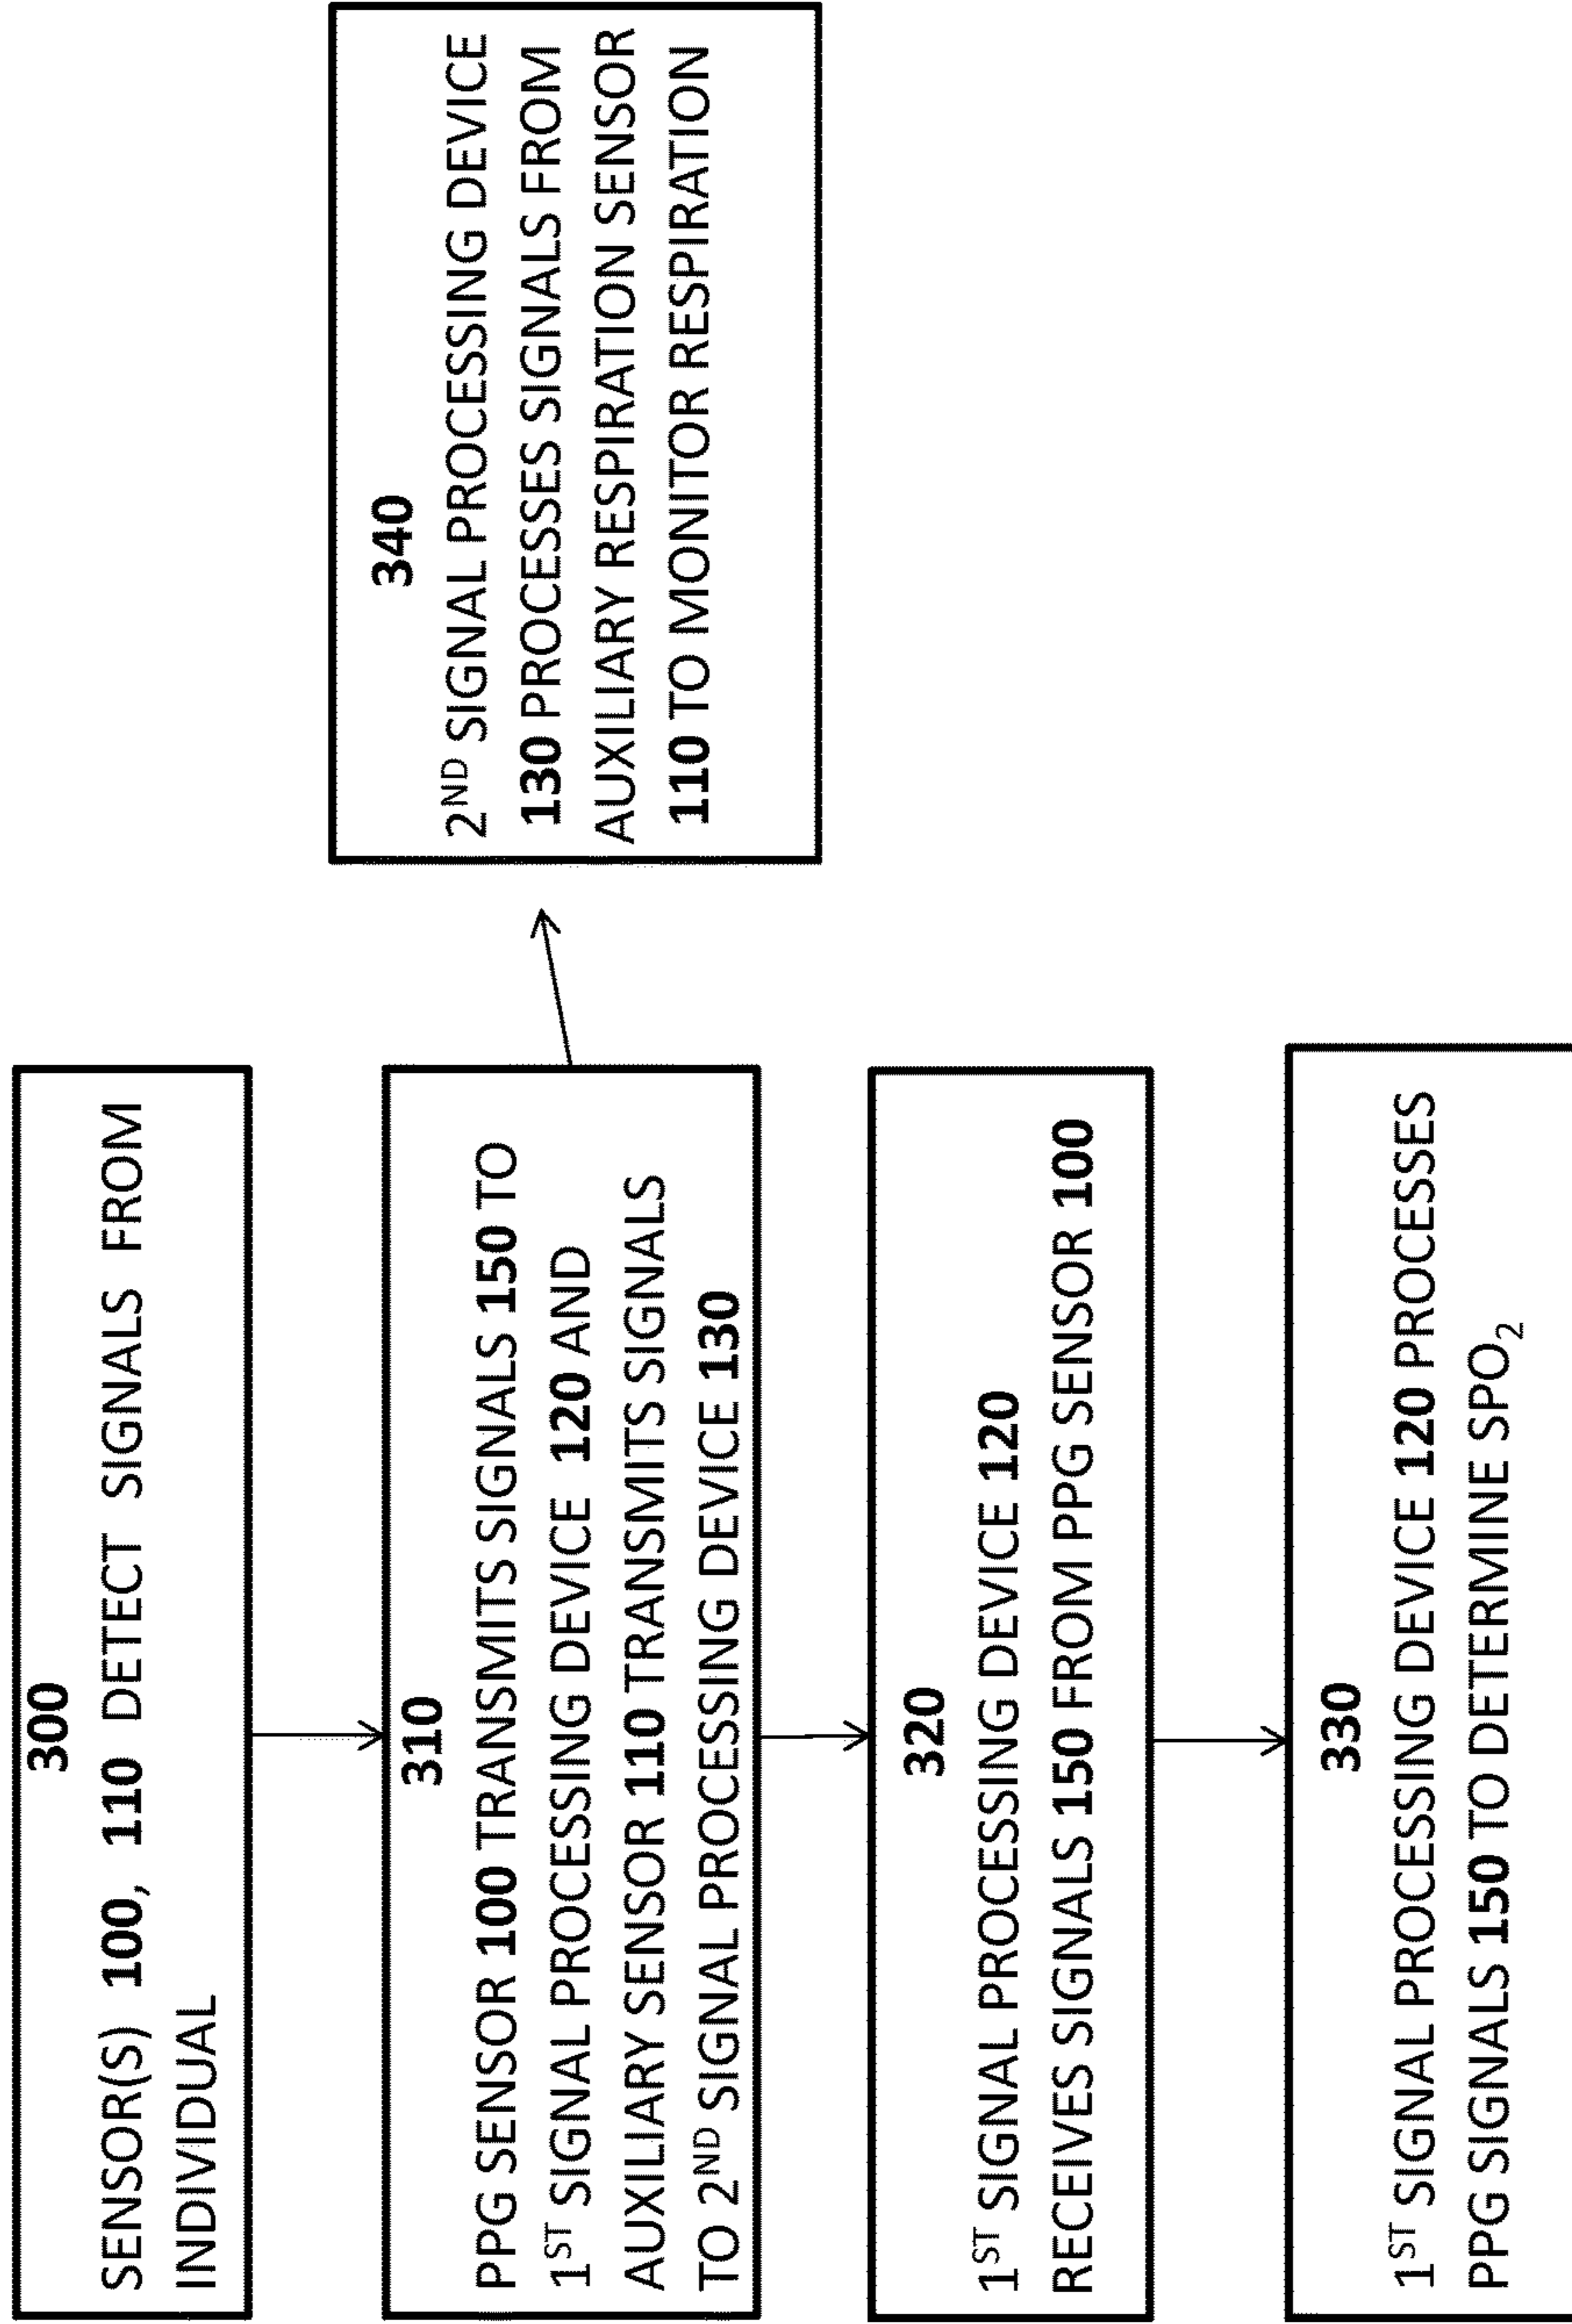 300
SENSOR(S) 100, 110 DETECT SIGNALS FROM
INDIVIDUAL
310
PPG SENSOR 100 TRANSMITS SIGNALS 150 TO
1ST SIGNAL PROCESSING DEVICE 120 AND
AUXILIARY SENSOR 110 TRANSMITS SIGNALS
TO 2ND SIGNAL PROCESSING DEVICE 130
320
1ST SIGNAL PROCESSING DEVICE 120
RECEIVES SIGNALS 150 FROM PPG SENSOR 100
330
1ST SIGNAL PROCESSING DEVICE 120 PROCESSES
PPG SIGNALS 150 TO DETERMINE SPO₂
340
2ND SIGNAL PROCESSING DEVICE
130 PROCESSES SIGNALS FROM
AUXILIARY RESPIRATION SENSOR
110 TO MONITOR RESPIRATION